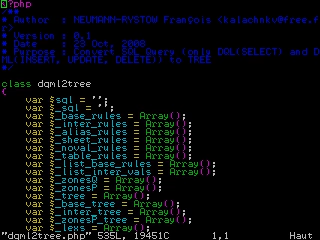 <?php
/**
* Author  : NEUMANN-RYSTOW François <kalachnkv@free.f
r>
* Version : 0.1
* Date    : 23 Oct, 2008
* Purpose : Convert SQL Query (only DQL(SELECT) and D
ML(INSERT, UPDATE, DELETE)) to TREE
*/
class dqml2tree
{
var $sql = '';
var $_sql = '';
var $_base_rules = Array();
var $_inter_rules = Array();
var $_alias_rules = Array();
var $_sheet_rules = Array();
var $_noval_rules = Array();
var $_table_rules = Array();
var $_list_base_rules = Array();
var $_list_inter_vals = Array();
var $_zonesQ = Array();
var $_zonesP = Array();
var $_tree = Array();
var $_base_tree = Array();
var $_inter_tree = Array();
var $_zonesP_tree = Array();
var $_lexs = Array();
"dqml2tree.php" 535L, 19451C 1,1 Haut